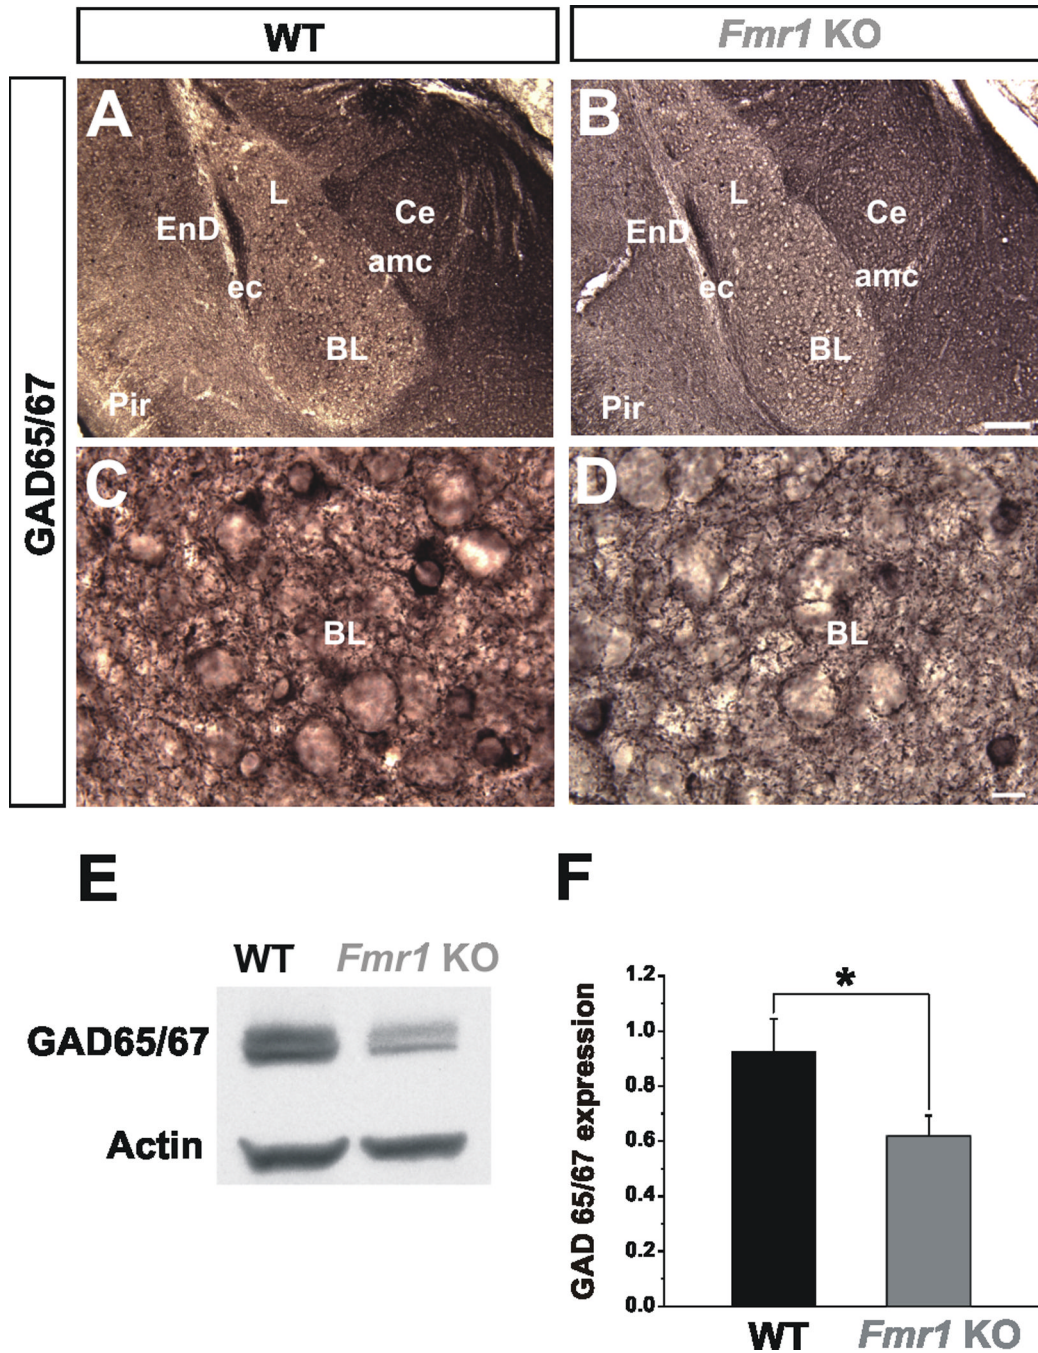 WT
Fmr1 KO
GAD65/67
A
L
Ce
EnD
amc
ec
BL
Pir
B
L
Ce
EnD
amc
ec
BL
Pir
C
BL
D
BL
E
WT Fmr1 KO
GAD65/67
Actin
F
GAD 65/67 expression
1.2
*
1.0
0.8
0.6
0.4
0.2
0.0
WT
Fmr1 KO